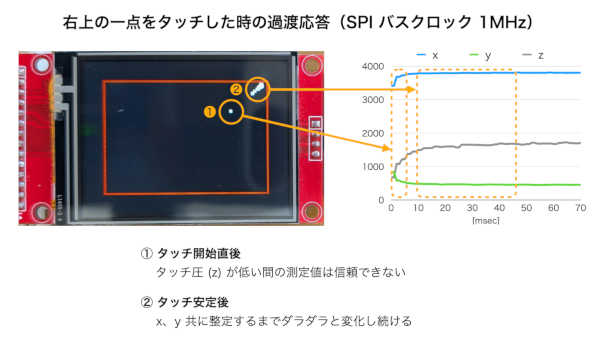 右上の一点をタッチした時の過渡応答（SPI バスクロック 1MHz）
②
①
x y z
4000
3000
2000
1000
0
0 10 20 30 40 50 60 70
[msec]
① タッチ開始直後
タッチ圧 (z) が低い間の測定値は信頼できない
② タッチ安定後
x、y 共に整定するまでダラダラと変化し続ける